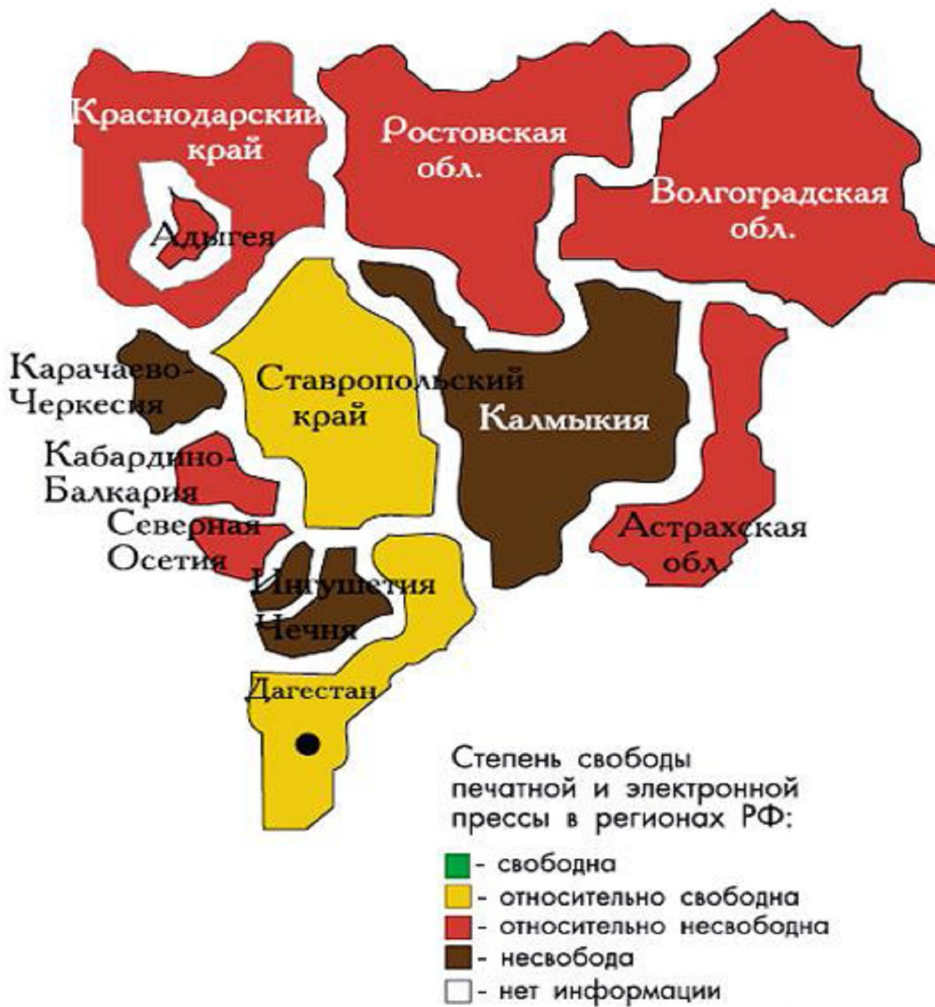 Краснодарский
край
Ростовская
обл.
Волгоградская
обл.
Адыгея
Карачаево-
Черкесия
Ставропольский
край
Калмыкия
Кабардино-
Балкария
Северная
Осетия
Астрахская
обл.
Ингушетия
Чечня
Дагестан
Степень свободы
печатной и электронной
прессы в регионах РФ:
- свободна
- относительно свободна
- относительно несвободна
- несвобода
- нет информации